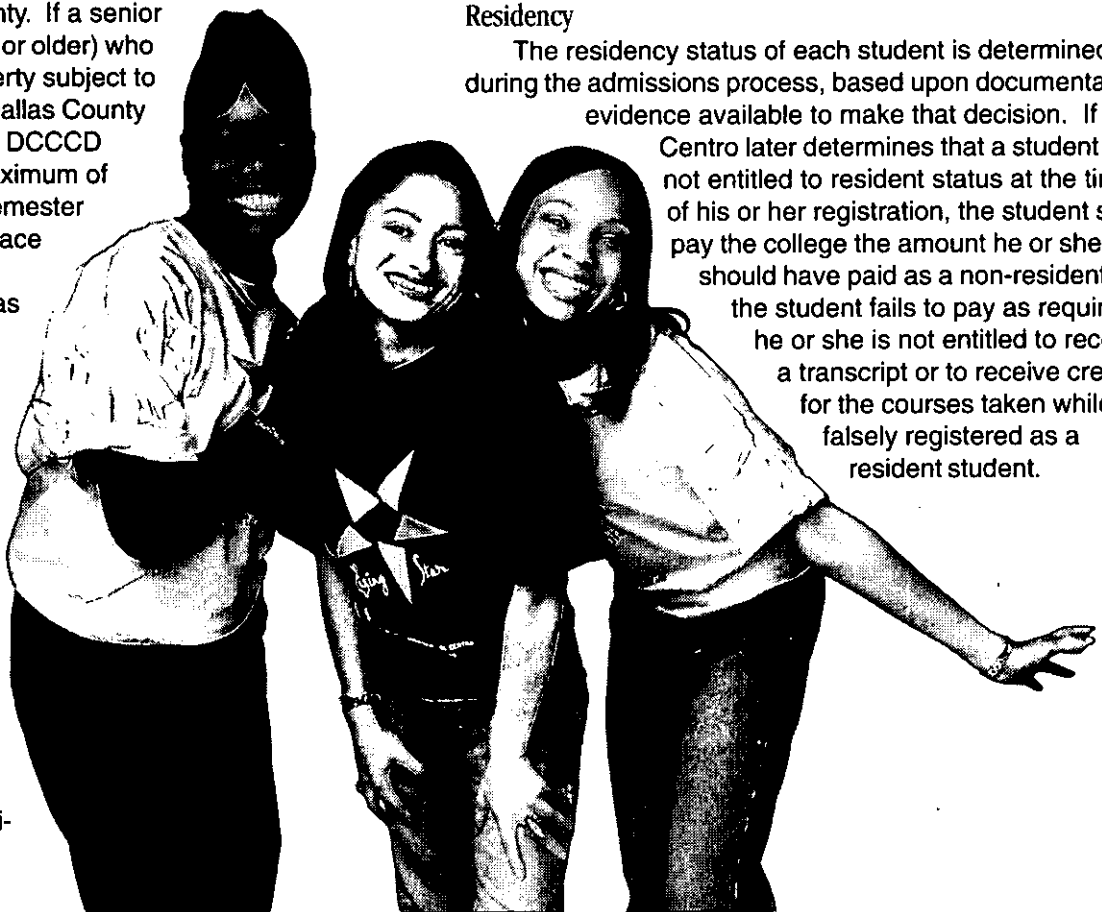 nty. If a senior
or older) who
erty subject to
allas County
DCCCD
ximum of
emester
ace
as
i-
Residency
The residency status of each student is determined
during the admissions process, based upon documenta
evidence available to make that decision. If
Centro later determines that a student
not entitled to resident status at the ti
of his or her registration, the student s
pay the college the amount he or she
should have paid as a non-resident
the student fails to pay as requir
he or she is not entitled to rec
a transcript or to receive cre
for the courses taken while
falsely registered as a
resident student.
Rising Star